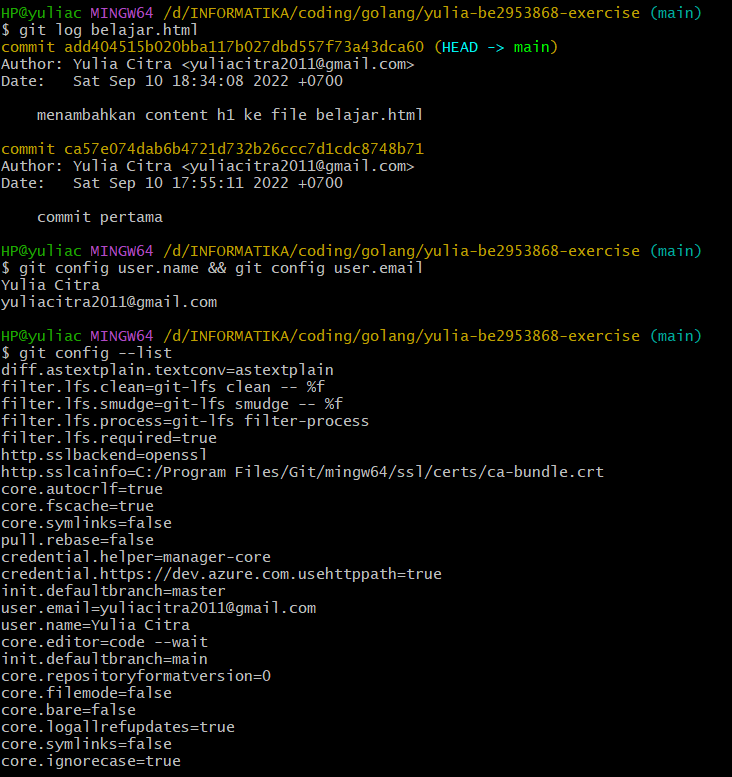 HP@yuliac MINGW64 /d/INFORMATIKA/coding/golang/yulia-be2953868-exercise (main)
$ git log belajar.html
commit add404515b020bba117b027dbd557f73a43dca60 (HEAD -> main)
Author: Yulia Citra <yuliacitra2011@gmail.com>
Date:   Sat Sep 10 18:34:08 2022 +0700
    menambahkan content h1 ke file belajar.html
commit ca57e074dab6b4721d732b26ccc7d1cdc8748b71
Author: Yulia Citra <yuliacitra2011@gmail.com>
Date:   Sat Sep 10 17:55:11 2022 +0700
    commit pertama
HP@yuliac MINGW64 /d/INFORMATIKA/coding/golang/yulia-be2953868-exercise (main)
$ git config user.name && git config user.email
Yulia Citra
yuliacitra2011@gmail.com
HP@yuliac MINGW64 /d/INFORMATIKA/coding/golang/yulia-be2953868-exercise (main)
$ git config --list
diff.astextplain.textconv=astextplain
filter.lfs.clean=git-lfs clean -- %f
filter.lfs.smudge=git-lfs smudge -- %f
filter.lfs.process=git-lfs filter-process
filter.lfs.required=true
http.sslbackend=openssl
http.sslcainfo=C:/Program Files/Git/mingw64/ssl/certs/ca-bundle.crt
core.autocrlf=true
core.fscache=true
core.symlinks=false
pull.rebase=false
credential.helper=manager-core
credential.https://dev.azure.com.usehttppath=true
init.defaultbranch=master
user.email=yuliacitra2011@gmail.com
user.name=Yulia Citra
core.editor=code --wait
init.defaultbranch=main
core.repositoryformatversion=0
core.filemode=false
core.bare=false
core.logallrefupdates=true
core.symlinks=false
core.ignorecase=true